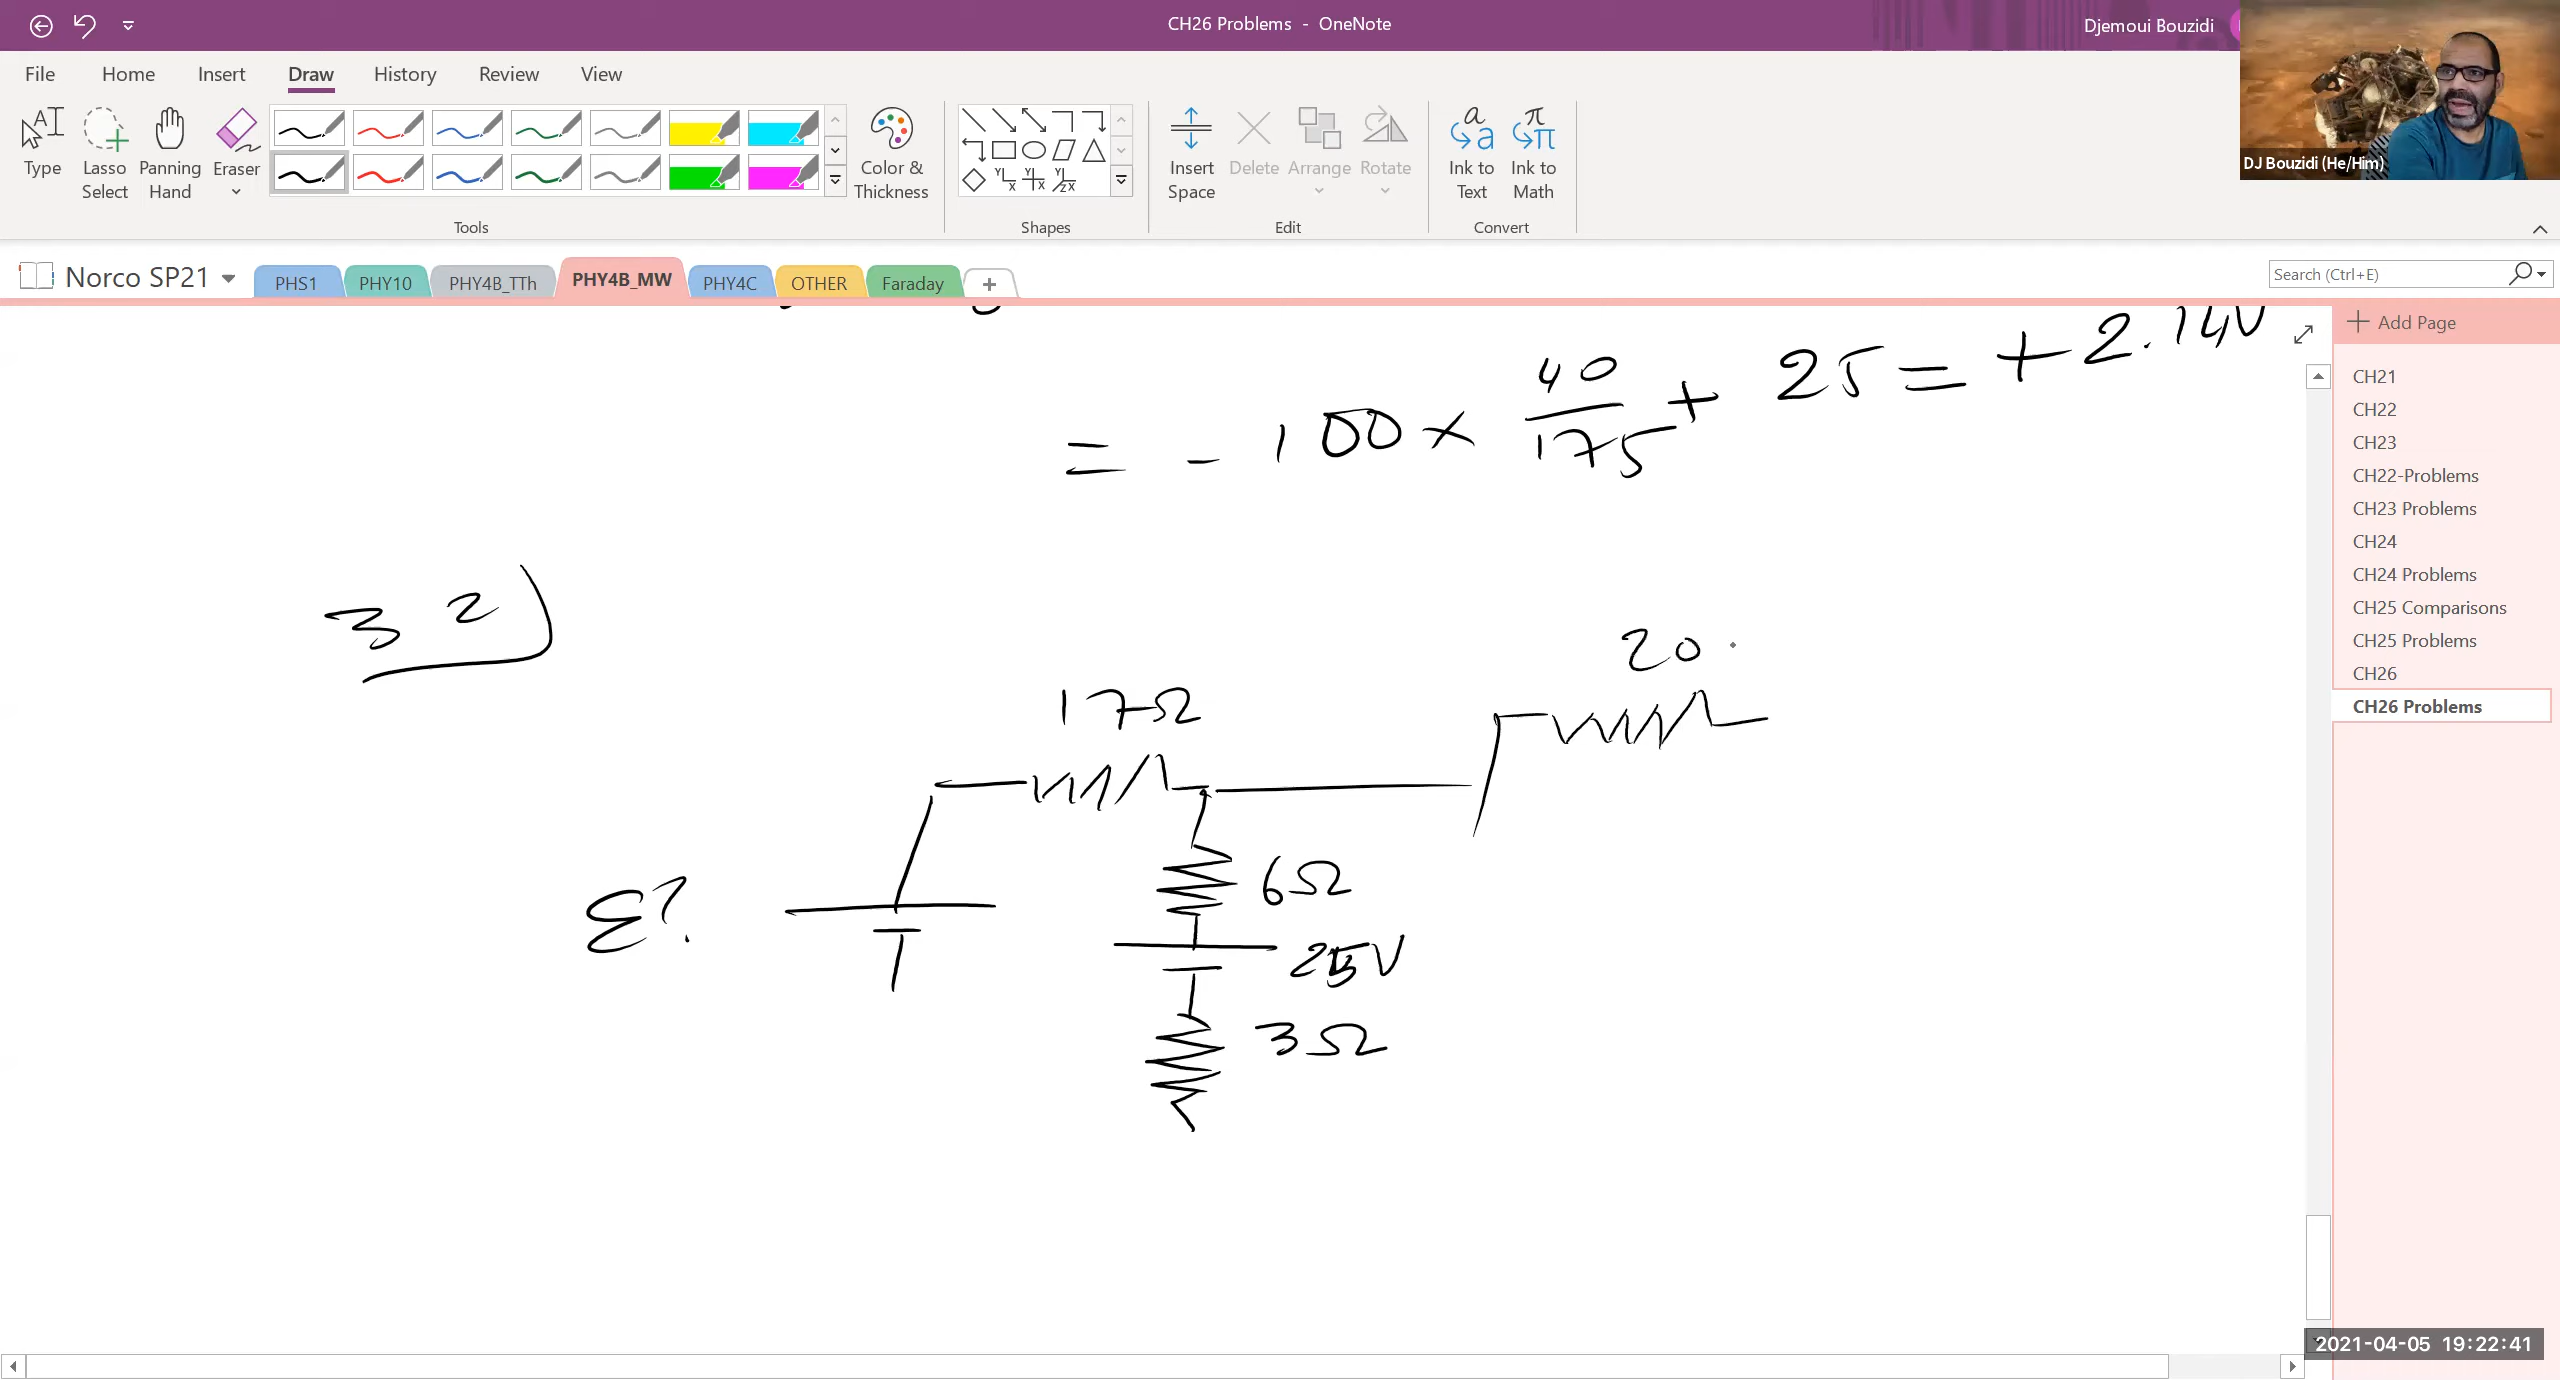 CH26 Problems - OneNote
Djemoui Bouzidi
File Home Insert Draw History Review View
Type
Lasso Select
Panning Hand
Eraser
Color & Thickness
Insert Space
Delete
Arrange
Rotate
Ink to Text
Ink to Math
Tools
Shapes
Edit
Convert
DJ Bouzidi (He/Him)
Norco SP21
PHS1 PHY10 PHY4B_TTh PHY4B_MW PHY4C OTHER Faraday +
Search (Ctrl+E)
Add Page
CH21
CH22
CH23
CH22-Problems
CH23 Problems
CH24
CH24 Problems
CH25 Comparisons
CH25 Problems
CH26
CH26 Problems
= - 100 × 40/175 + 25 = + 2.14V
32)
20
17Ω
6Ω
ε?
25V
3Ω
2021-04-05 19:22:41